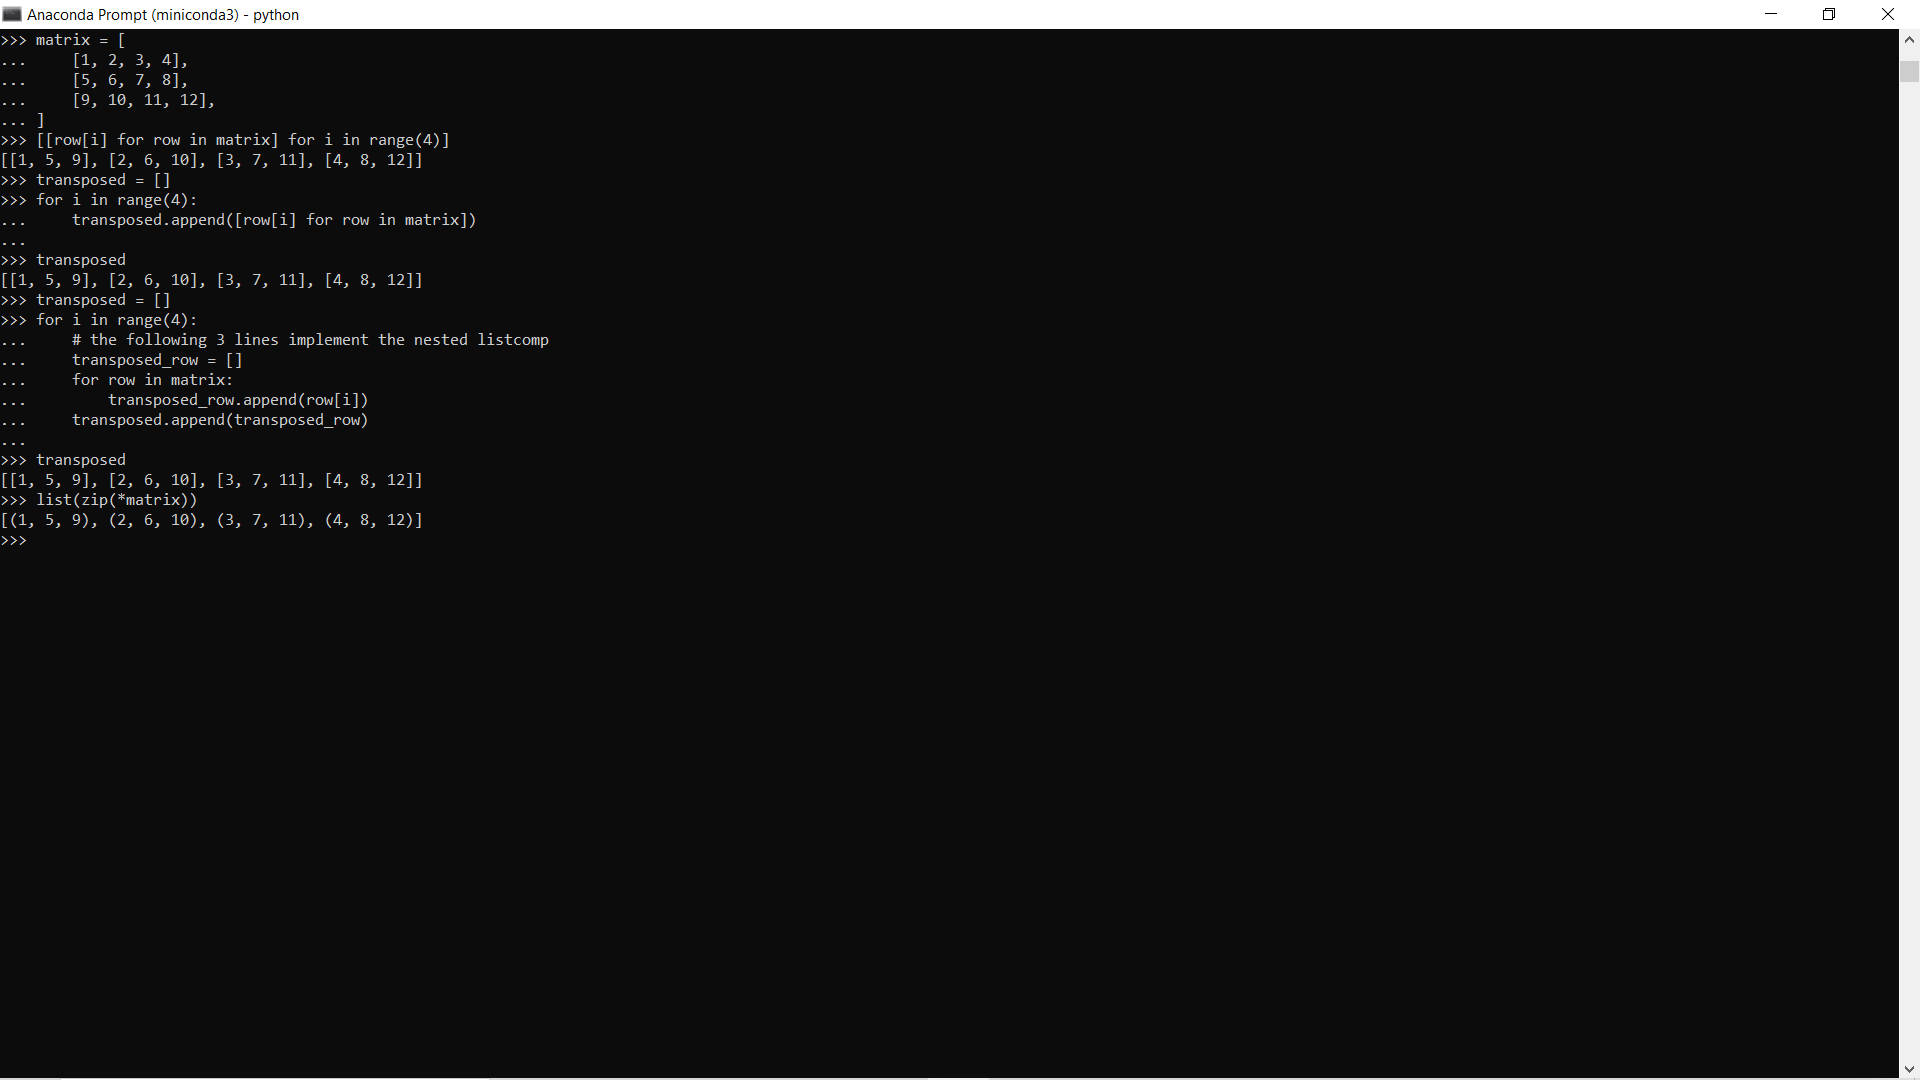 Anaconda Prompt (miniconda3) - python
>>> matrix = [
...     [1, 2, 3, 4],
...     [5, 6, 7, 8],
...     [9, 10, 11, 12],
... ]
>>> [[row[i] for row in matrix] for i in range(4)]
[[1, 5, 9], [2, 6, 10], [3, 7, 11], [4, 8, 12]]
>>> transposed = []
>>> for i in range(4):
...     transposed.append([row[i] for row in matrix])
...
>>> transposed
[[1, 5, 9], [2, 6, 10], [3, 7, 11], [4, 8, 12]]
>>> transposed = []
>>> for i in range(4):
...     # the following 3 lines implement the nested listcomp
...     transposed_row = []
...     for row in matrix:
...         transposed_row.append(row[i])
...     transposed.append(transposed_row)
...
>>> transposed
[[1, 5, 9], [2, 6, 10], [3, 7, 11], [4, 8, 12]]
>>> list(zip(*matrix))
[(1, 5, 9), (2, 6, 10), (3, 7, 11), (4, 8, 12)]
>>>